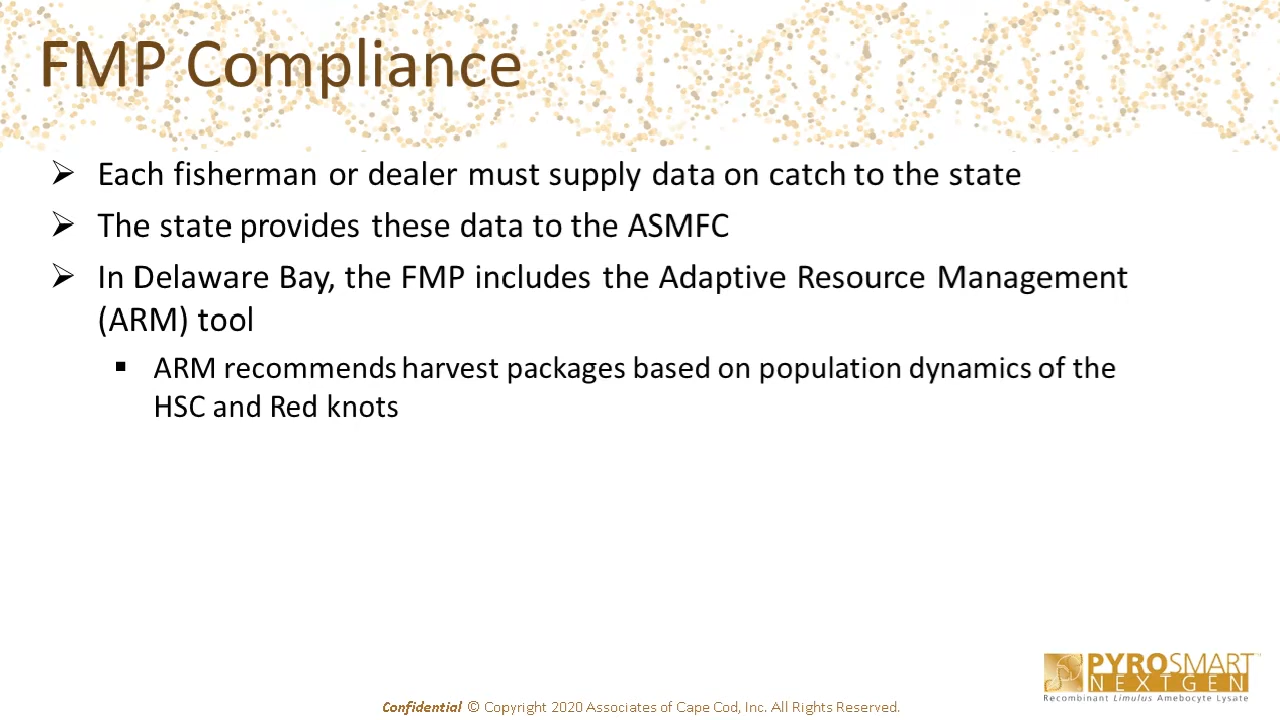 FMP Compliance
➢ Each fisherman or dealer must supply data on catch to the state
➢ The state provides these data to the ASMFC
➢ In Delaware Bay, the FMP includes the Adaptive Resource Management
(ARM) tool
▪ ARM recommends harvest packages based on population dynamics of the
HSC and Red knots
PYROSMART™
NEXTGEN
Recombinant Limulus Amebocyte Lysate
Confidential © Copyright 2020 Associates of Cape Cod, Inc. All Rights Reserved.